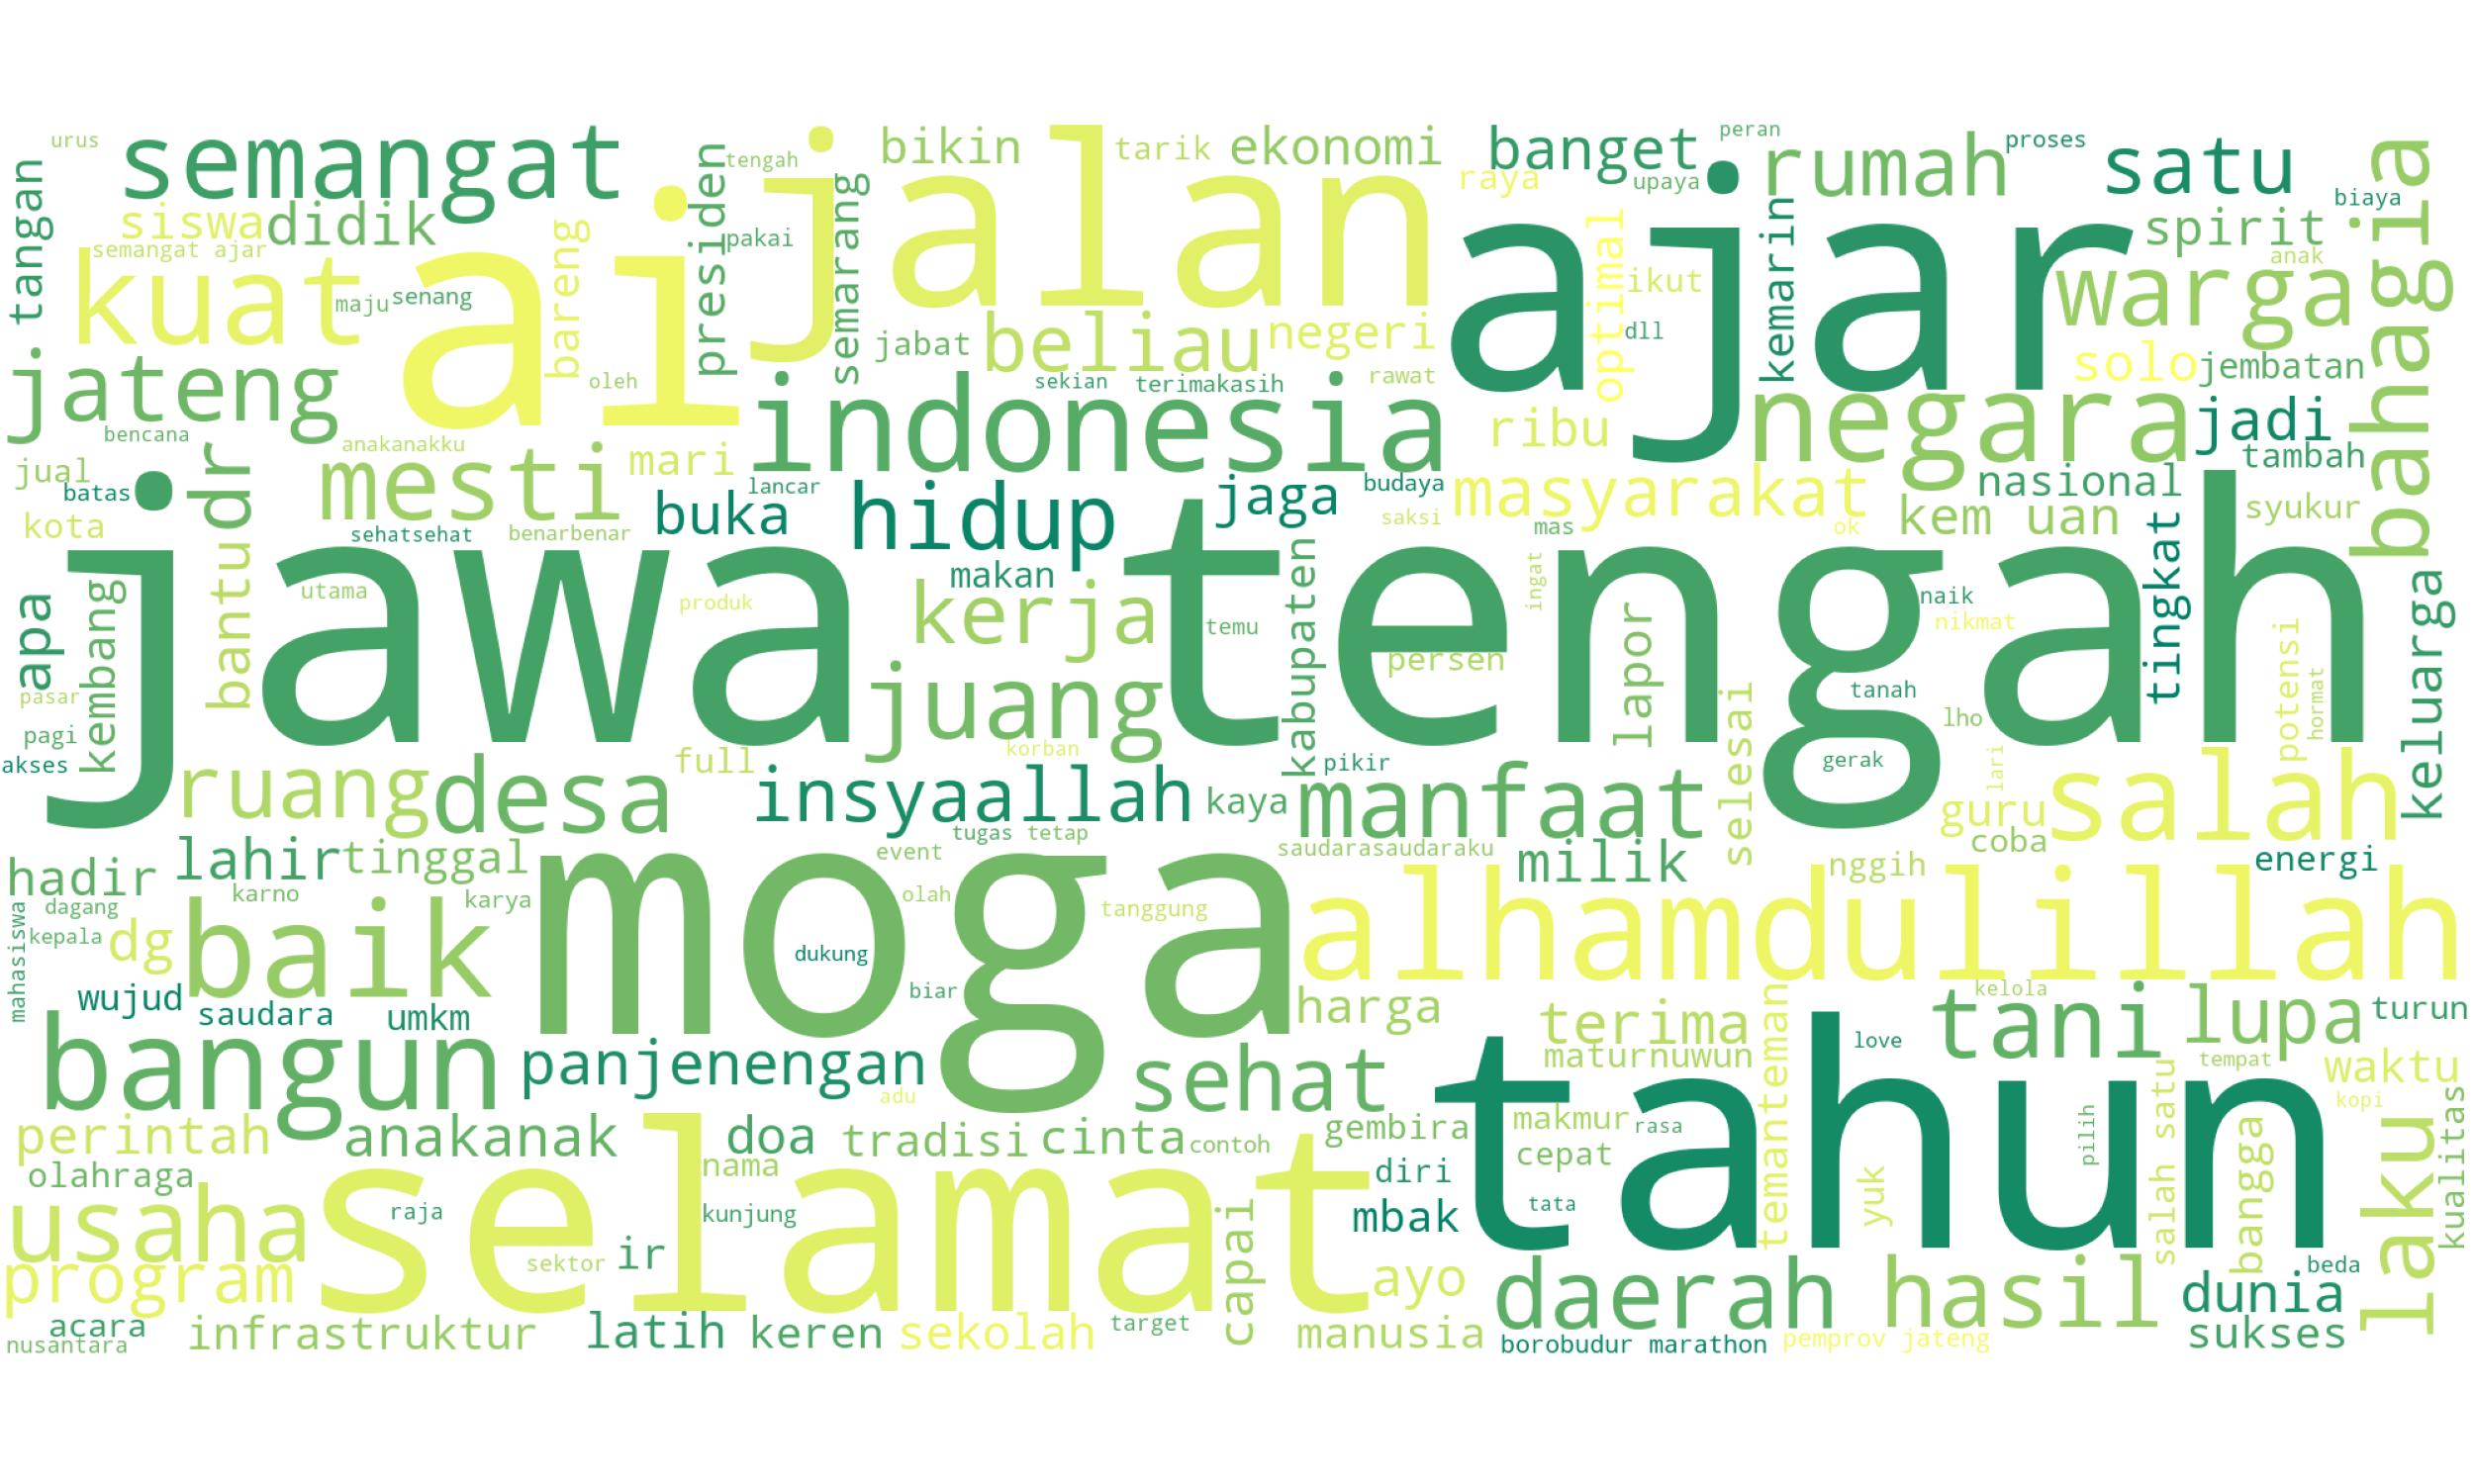 urus
semangat
tengah
jalan
bikin
tarik
ekonomi
banget
peran
rumah
proses
satu
bahagia
tangan
siswa
didik
ai
bareng
presiden
pakai
semarang
raya
upaya
ajar
optimal
ikut
kemarin
biaya
spirit
anak
semangat ajar
kuat
maju
senang
oleh
jabat
beliau
negeri
dll
warga
solo
jembatan
jateng
bencana
anakanakku
indonesia
sekian
terimakasih
rawat
ribu
negara
jadi
tambah
jual
batas
kota
bantu
dr
mesti
mari
lancar
buka
hidup
jaga
budaya
masyarakat
nasional
syukur
sehatsehat
benarbenar
saksi
mas
ok
kem uan
tingkat
jawa tengah
apa
kembang
utama
produk
makan
kerja
temu
kabupaten
ingat
persen
lapor
naik
nikmat
potensi
hormat
keluarga
pasar
pagi
akses
juang
selesai
tanah
lho
full
korban
pikir
gerak
lari
ruang
desa
insyaallah
kaya
manfaat
guru
salah
tugas
tetap
coba
hadir
lahir
tinggal
event
saudarasaudaraku
milik
nggih
energi
mahasiswa
dagang
karno
karya
moga
olah
tanggung
alhamdulillah
kepala
dg
baik
dukung
biar
wujud
saudara
umkm
harga
terima
temanteman
kelola
tani
lupa
turun
bangun
panjenengan
sehat
maturnuwun
love
tahun
tempat
waktu
adu
kopi
perintah
anakanak
selamat
doa
tradisi
cinta
contoh
gembira
makmur
rasa
pilih
salah satu
bangga
laku
kualitas
olahraga
nama
diri
cepat
yuk
usaha
raja
kunjung
capai
mbak
tata
sektor
ir
program
ayo
daerah
hasil
dunia
beda
acara
nusantara
infrastruktur
latih
keren
sekolah
target
manusia
borobudur marathon
pemprov jateng
sukses